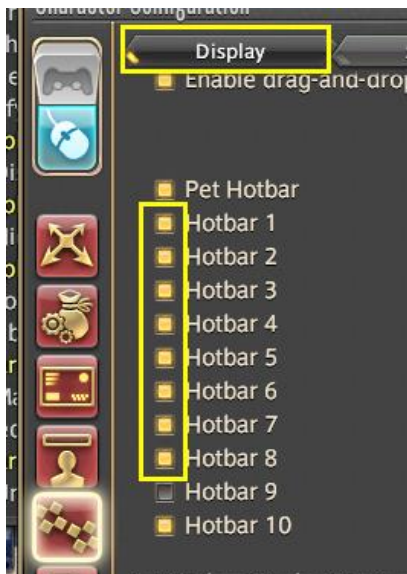 Character Configuration
Display
Enable drag-and-drop
Pet Hotbar
Hotbar 1
Hotbar 2
Hotbar 3
Hotbar 4
Hotbar 5
Hotbar 6
Hotbar 7
Hotbar 8
Hotbar 9
Hotbar 10